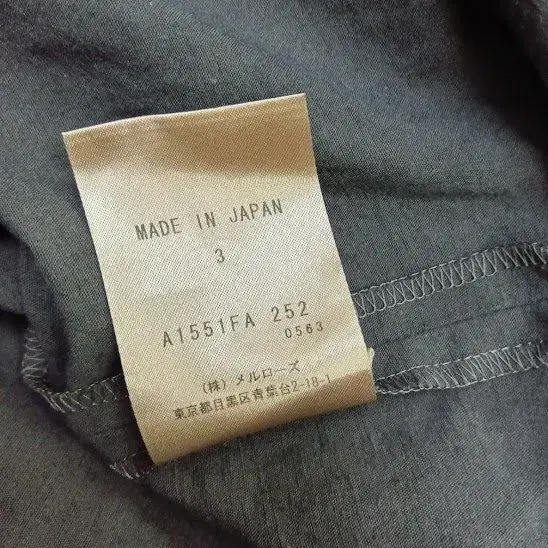 MADE IN JAPAN
3
A1551FA 252
0563
(株)メルローズ
東京都目黒区青葉台2-18-1